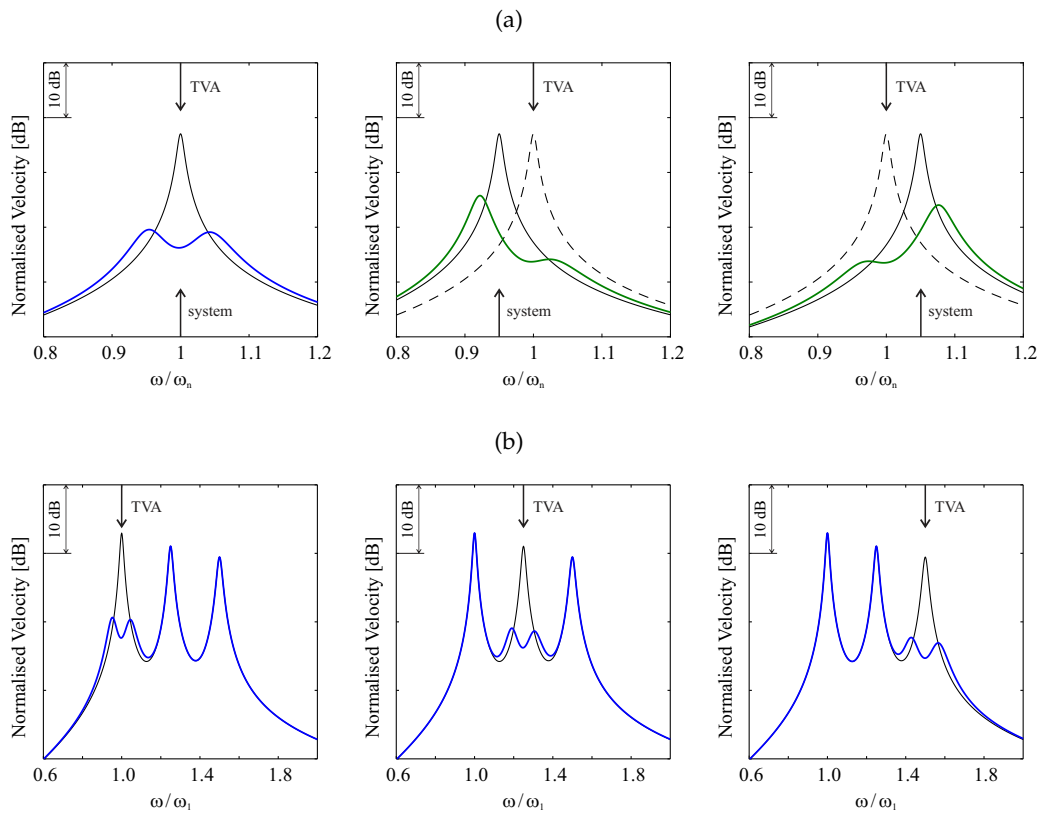 (a)
10 dB
TVA
Normalised Velocity [dB]
system
0.8 0.9 1 1.1 1.2
ω/ωn
10 dB
TVA
Normalised Velocity [dB]
system
0.8 0.9 1 1.1 1.2
ω/ωn
10 dB
TVA
Normalised Velocity [dB]
system
0.8 0.9 1 1.1 1.2
ω/ωn
(b)
10 dB
TVA
Normalised Velocity [dB]
0.6 1.0 1.4 1.8
ω/ω1
10 dB
TVA
Normalised Velocity [dB]
0.6 1.0 1.4 1.8
ω/ω1
10 dB
TVA
Normalised Velocity [dB]
0.6 1.0 1.4 1.8
ω/ω1